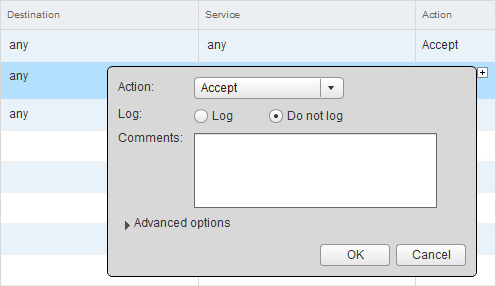 Destination Service Action
any any Accept
any
Action: Accept
any
Log: Log Do not log
Comments:
Advanced options
OK Cancel